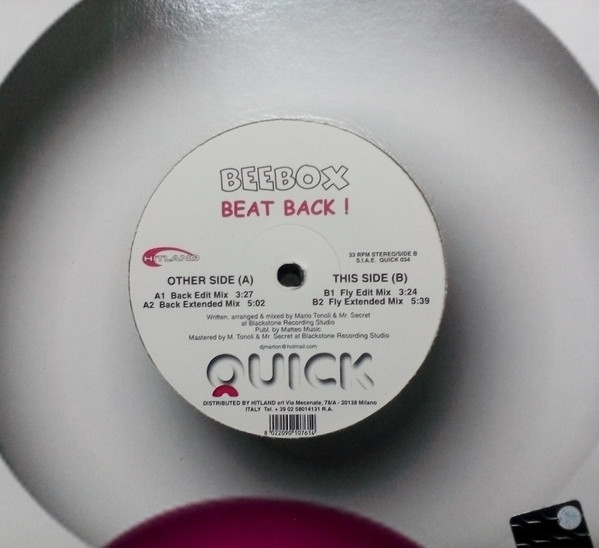 BEEBOX
BEAT BACK !
HITLAND
33 RPM STEREO/SIDE B
S.I.A.E. QUICK 034
OTHER SIDE (A)
A1 Back Edit Mix 3:27
A2 Back Extended Mix 5:02
THIS SIDE (B)
B1 Fly Edit Mix 3:24
B2 Fly Extended Mix 5:39
Written, arranged & mixed by Mario Tonoli & Mr. Secret
at Blackstone Recording Studio
Publ. by Matteo Music
Mastered by M. Tonoli & Mr. Secret at Blackstone Recording Studio
djmarton@hotmail.com
QUICK
DISTRIBUTED BY HITLAND srl Via Mecenate, 78/A - 20138 Milano
ITALY Tel. + 39 02 58014131 R.A.
8 022090 107614